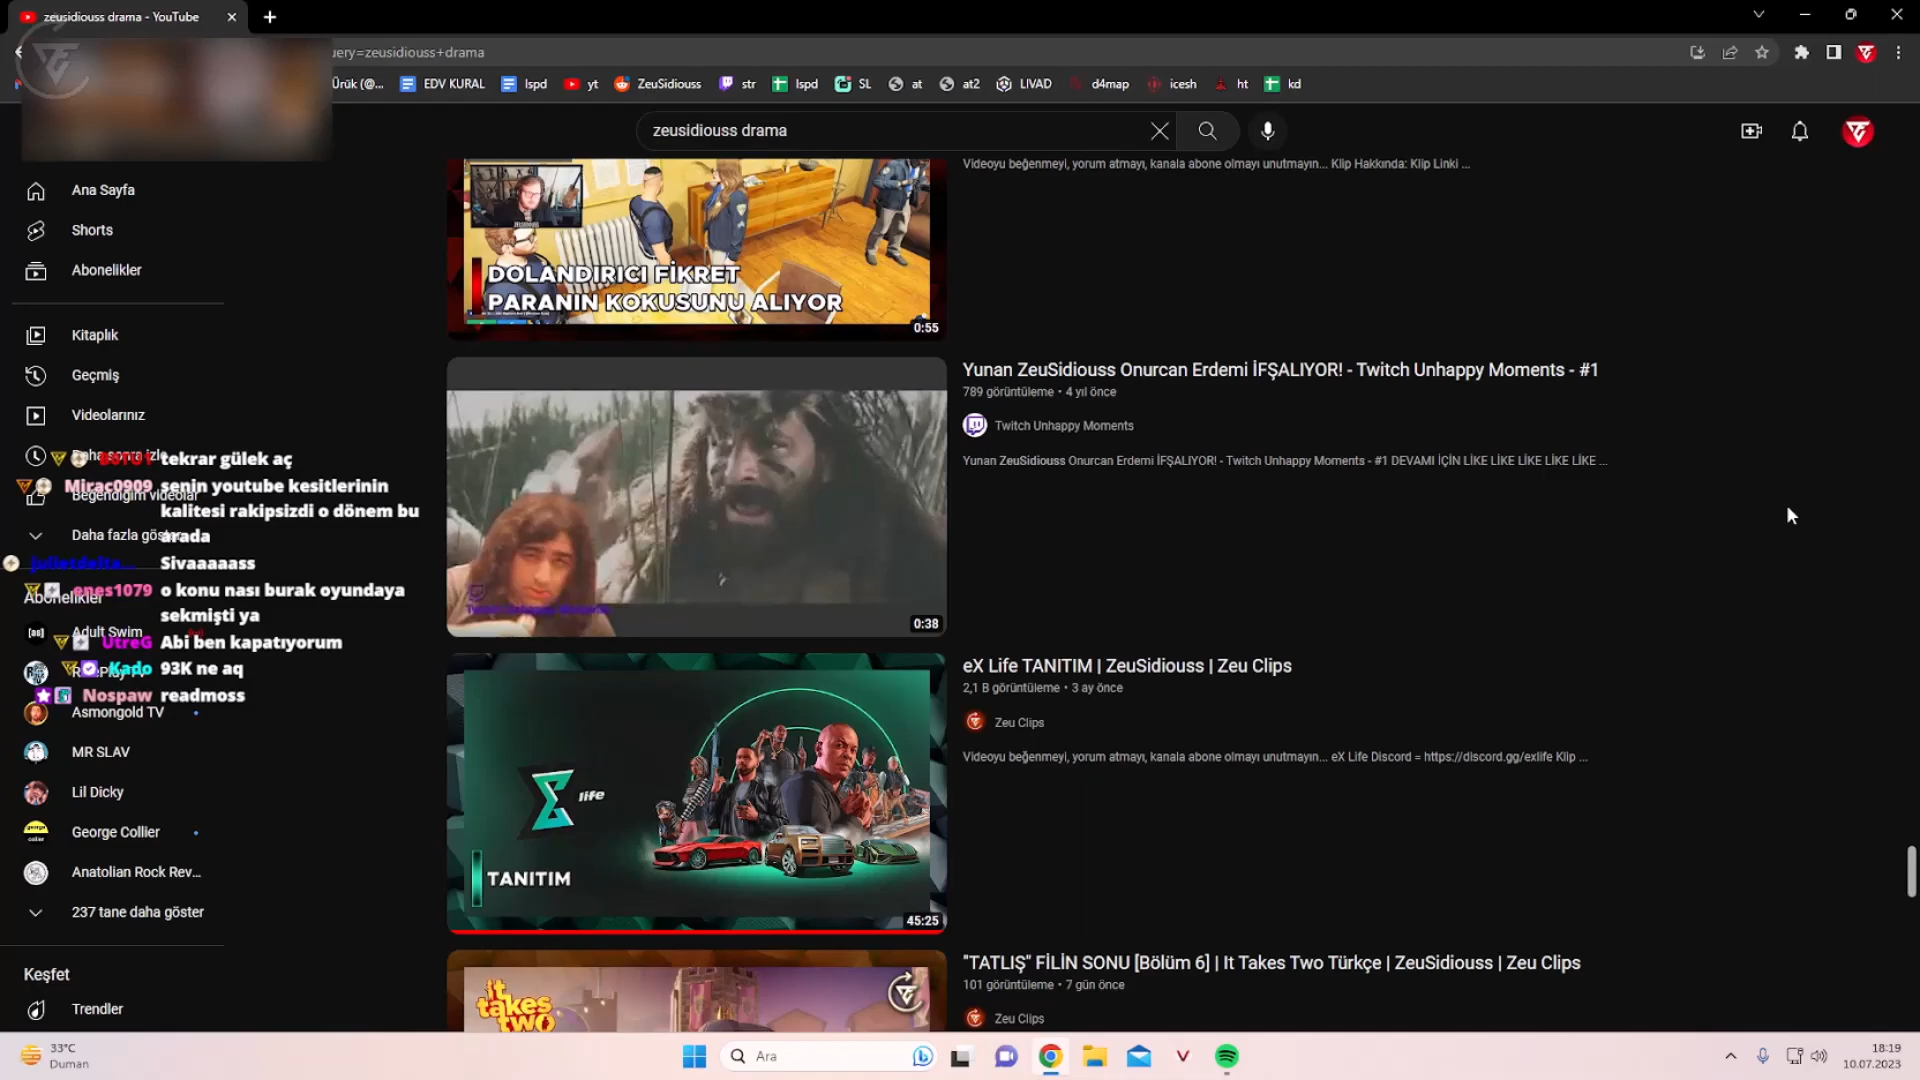 zeusidiouss drama - YouTube
uery=zeusidiouss+drama
Ürük (@...
EDV KURAL
lspd
yt
ZeuSidiouss
str
lspd
SL
at
at2
LIVAD
d4map
icesh
ht
kd
zeusidiouss drama
Ana Sayfa
Shorts
Abonelikler
Kitaplık
Geçmiş
Videolarınız
Daha sonra izle
tekrar gülek aç
Mirac0909 senin youtube kesitlerinin
Beğendiğim videolar
kalitesi rakipsizdi o dönem bu
Daha fazla göster
arada
Sivaaaaass
enes1079 o konu nası burak oyundaya
Abonelikler
sekmişti ya
Adult Swim
UtreG Abi ben kapatıyorum
Kado 93K ne aq
Nospaw readmoss
Asmongold TV
MR SLAV
Lil Dicky
George Collier
Anatolian Rock Rev...
237 tane daha göster
Keşfet
Trendler
Videoyu beğenmeyi, yorum atmayı, kanala abone olmayı unutmayın... Klip Hakkında: Klip Linki ...
DOLANDIRICI FİKRET
PARANIN KOKUSUNU ALIYOR
0:55
Yunan ZeuSidiouss Onurcan Erdemi İFŞALIYOR! - Twitch Unhappy Moments - #1
789 görüntüleme • 4 yıl önce
Twitch Unhappy Moments
Yunan ZeuSidiouss Onurcan Erdemi İFŞALIYOR! - Twitch Unhappy Moments - #1 DEVAMI İÇİN LİKE LİKE LİKE LİKE LİKE ...
Twitch Unhappy Moments
0:38
eX Life TANITIM | ZeuSidiouss | Zeu Clips
2,1 B görüntüleme • 3 ay önce
Zeu Clips
Videoyu beğenmeyi, yorum atmayı, kanala abone olmayı unutmayın... eX Life Discord = https://discord.gg/exlife Klip ...
life
TANITIM
45:25
"TATLIŞ" FİLİN SONU [Bölüm 6] | It Takes Two Türkçe | ZeuSidiouss | Zeu Clips
101 görüntüleme • 7 gün önce
Zeu Clips
it
takes
two
33°C
Duman
Ara
18:19
10.07.2023